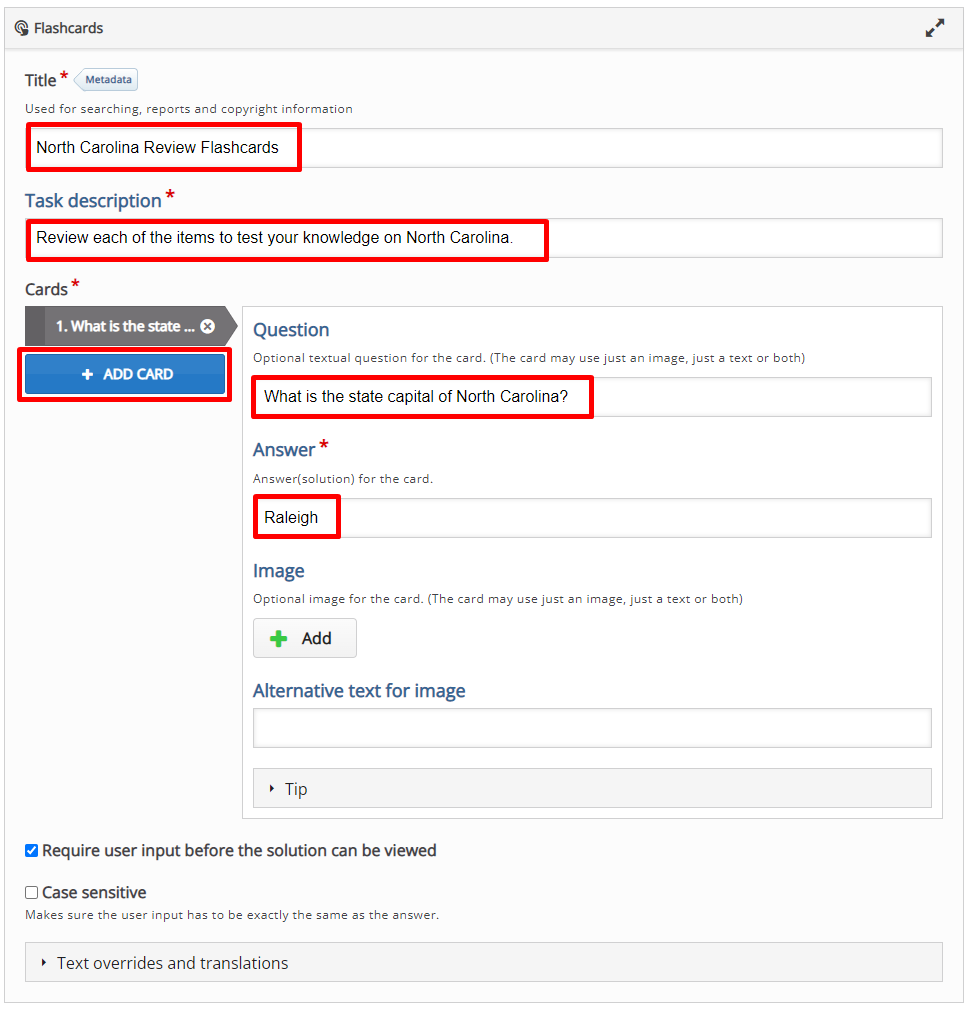 Flashcards
Title *
Metadata
Used for searching, reports and copyright information
North Carolina Review Flashcards
Task description *
Review each of the items to test your knowledge on North Carolina.
Cards *
1. What is the state ...
+ ADD CARD
Question
Optional textual question for the card. (The card may use just an image, just a text or both)
What is the state capital of North Carolina?
Answer *
Answer(solution) for the card.
Raleigh
Image
Optional image for the card. (The card may use just an image, just a text or both)
Add
Alternative text for image
Tip
Require user input before the solution can be viewed
Case sensitive
Makes sure the user input has to be exactly the same as the answer.
Text overrides and translations